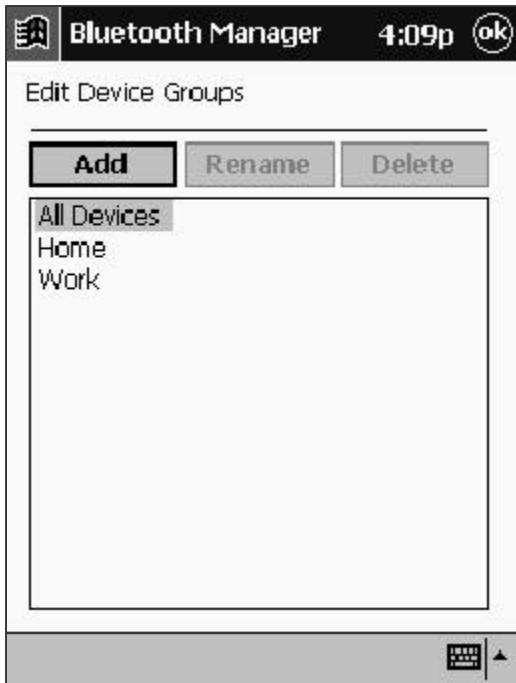 Bluetooth Manager 4:09p ok
Edit Device Groups
Add Rename Delete
All Devices
Home
Work